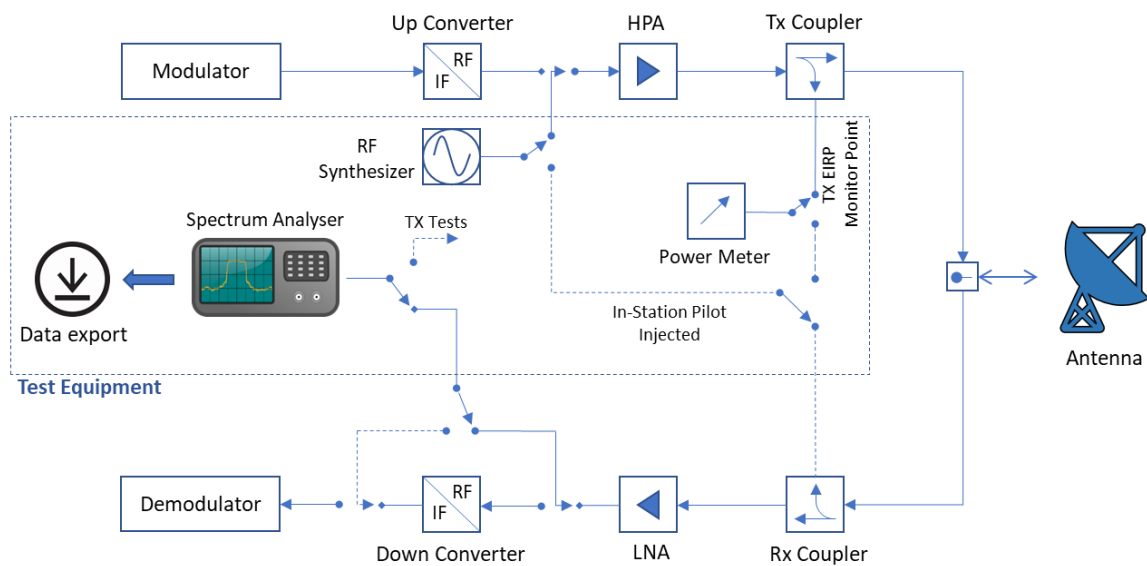 Up Converter
HPA
Tx Coupler
Modulator
RF
IF
RF
Synthesizer
TX EIRP
Monitor Point
Spectrum Analyser
TX Tests
Power Meter
Data export
In-Station Pilot
Injected
Antenna
Test Equipment
Demodulator
RF
IF
Down Converter
LNA
Rx Coupler